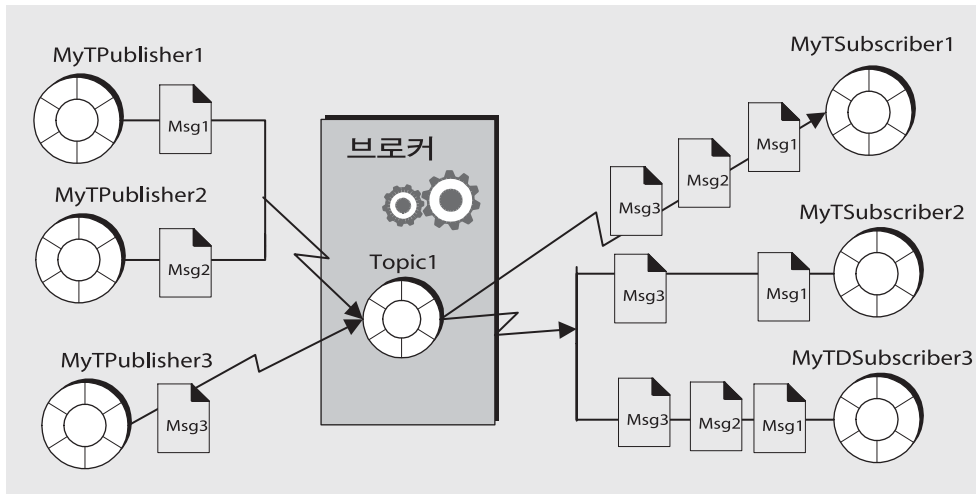 MyTPublisher1
Msg1
MyTPublisher2
Msg2
MyTPublisher3
Msg3
브로커
Topic1
MyTSubscriber1
Msg3
Msg2
Msg1
MyTSubscriber2
Msg3
Msg1
MyTDSubscriber3
Msg3
Msg2
Msg1